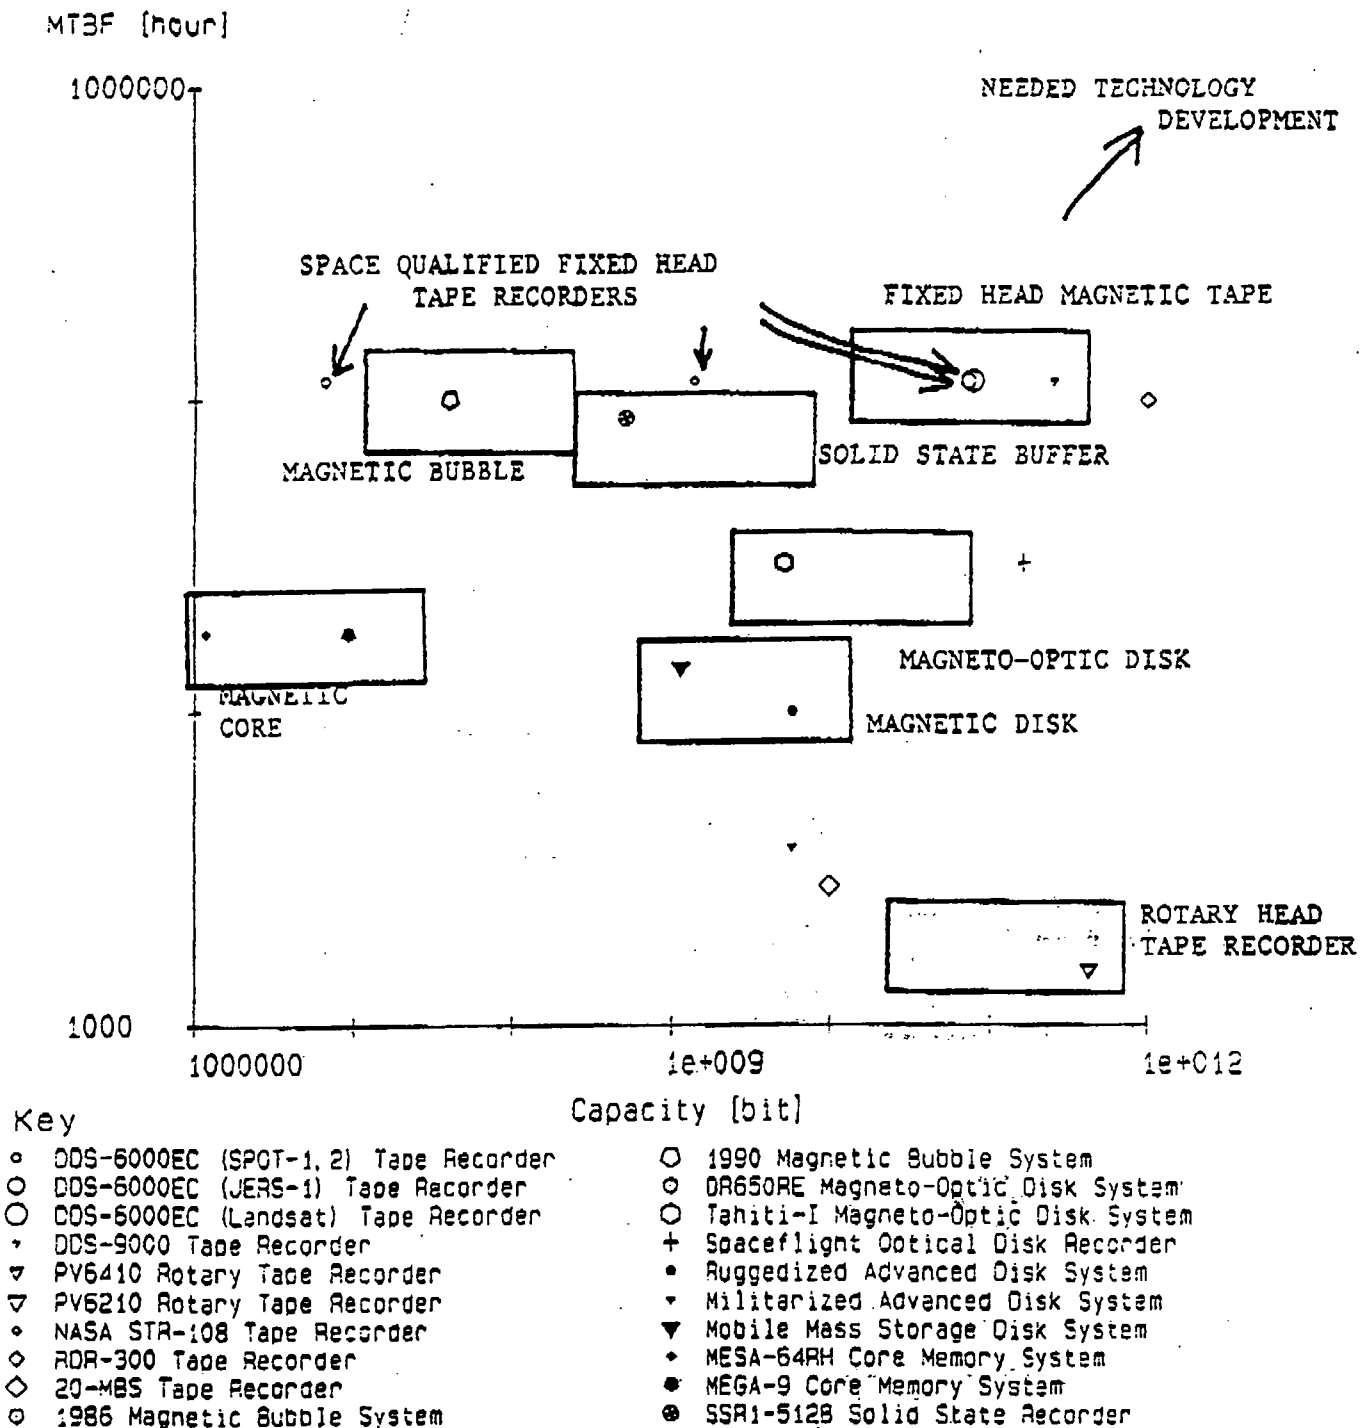 MTBF [hour]
1000000
NEEDED TECHNOLOGY
DEVELOPMENT
SPACE QUALIFIED FIXED HEAD
TAPE RECORDERS
FIXED HEAD MAGNETIC TAPE
SOLID STATE BUFFER
MAGNETIC BUBBLE
MAGNETO-OPTIC DISK
MAGNETIC
CORE
MAGNETIC DISK
ROTARY HEAD
TAPE RECORDER
1000
1000000
1e+009
1e+012
Capacity [bit]
Key
DDS-6000EC (SPOT-1,2) Tape Recorder
DDS-6000EC (JERS-1) Tape Recorder
DDS-6000EC (Landsat) Tape Recorder
DDS-9000 Tape Recorder
PV6410 Rotary Tape Recorder
PV6210 Rotary Tape Recorder
NASA STR-108 Tape Recorder
RDR-300 Tape Recorder
20-MBS Tape Recorder
1986 Magnetic Bubble System
1990 Magnetic Bubble System
DR650RE Magneto-Optic Disk System
Tahiti-I Magneto-Optic Disk System
Spaceflight Optical Disk Recorder
Ruggedized Advanced Disk System
Militarized Advanced Disk System
Mobile Mass Storage Disk System
MESA-64RH Core Memory System
MEGA-9 Core Memory System
SSR1-512B Solid State Recorder